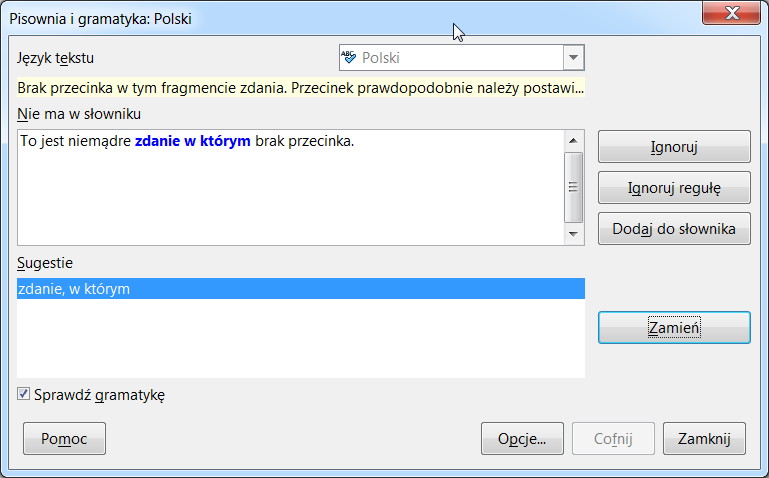 Pisownia i gramatyka: Polski
Język tekstu
ABC Polski
Brak przecinka w tym fragmencie zdania. Przecinek prawdopodobnie należy postawi...
Nie ma w słowniku
To jest niemądre zdanie w którym brak przecinka.
Ignoruj
Ignoruj regułę
Dodaj do słownika
Sugestie
zdanie, w którym
Zamień
Sprawdź gramatykę
Pomoc
Opcje...
Cofnij
Zamknij